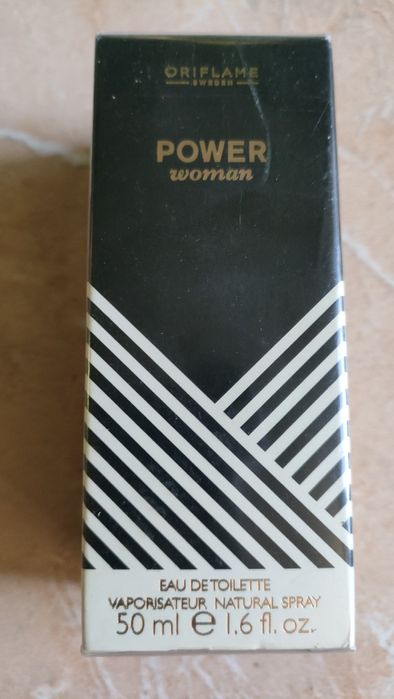 ORIFLAME
SWEDEN
POWER
woman
EAU DE TOILETTE
VAPORISATEUR NATURAL SPRAY
50 ml ℮ 1.6 fl. oz.